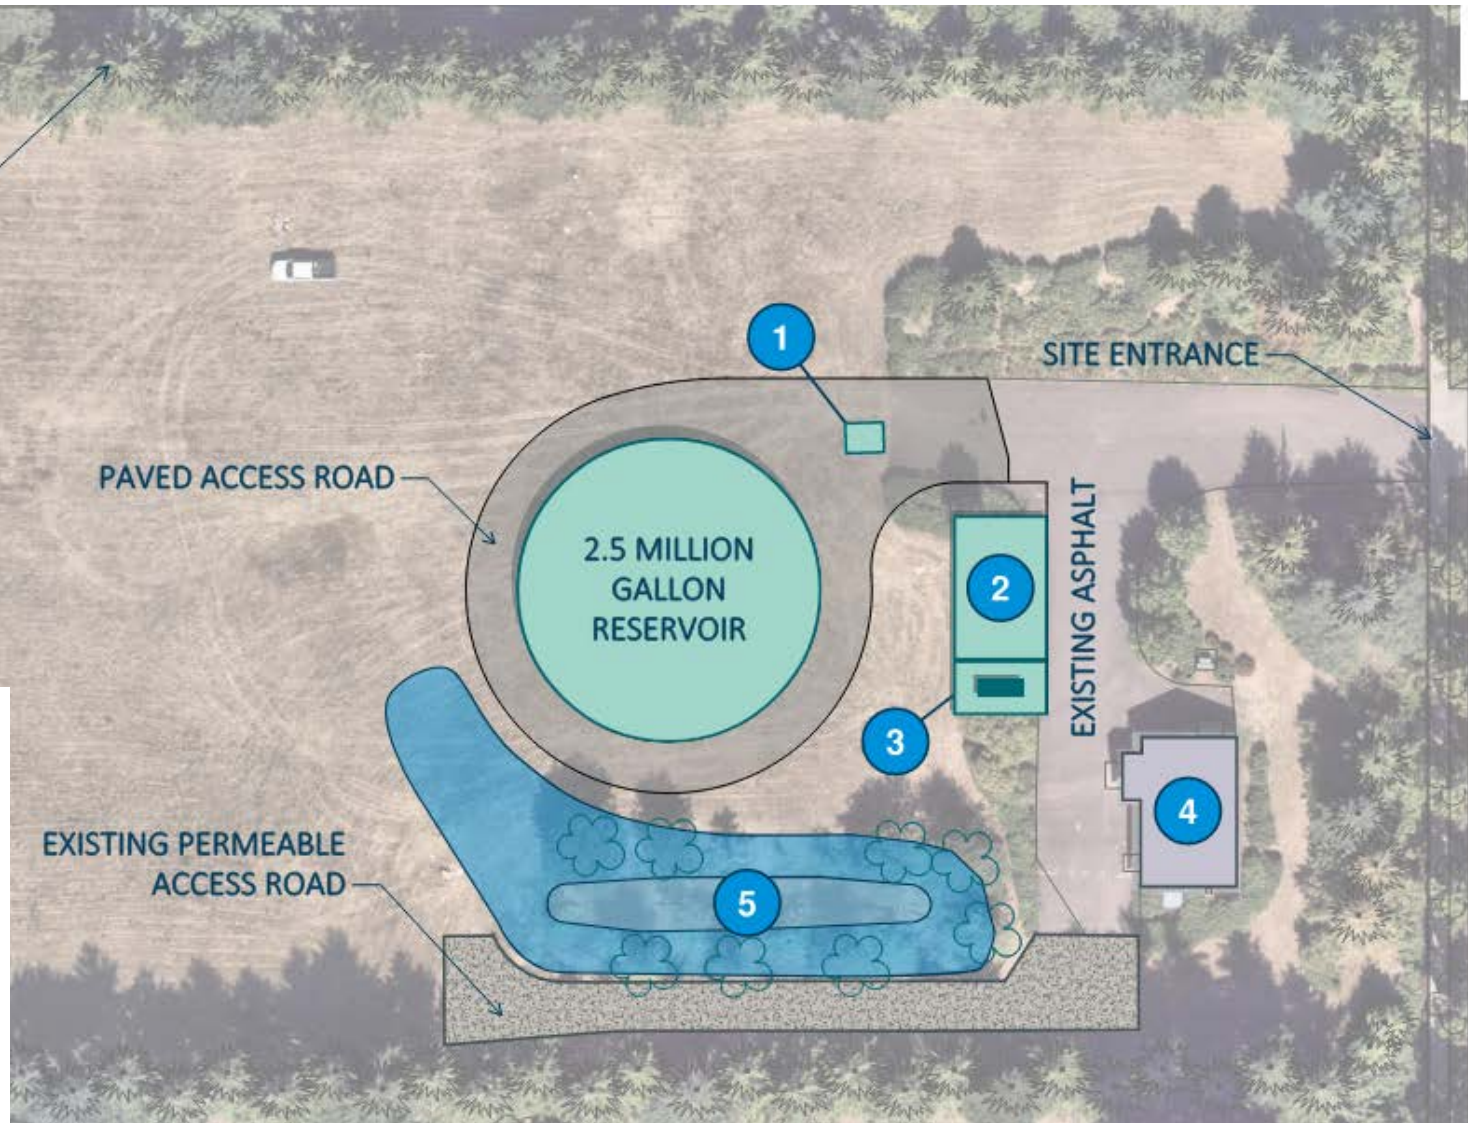 1
SITE ENTRANCE
PAVED ACCESS ROAD
2.5 MILLION
GALLON
RESERVOIR
2
EXISTING ASPHALT
3
4
EXISTING PERMEABLE
ACCESS ROAD
5